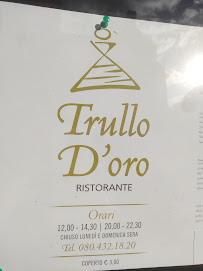 Trullo
D'oro
RISTORANTE
Orari
12,00 - 14,30 | 20,00 - 22,30
CHIUSO LUNEDÌ E DOMENICA SERA
Tel. 080.432.18.20
COPERTO € 3,00